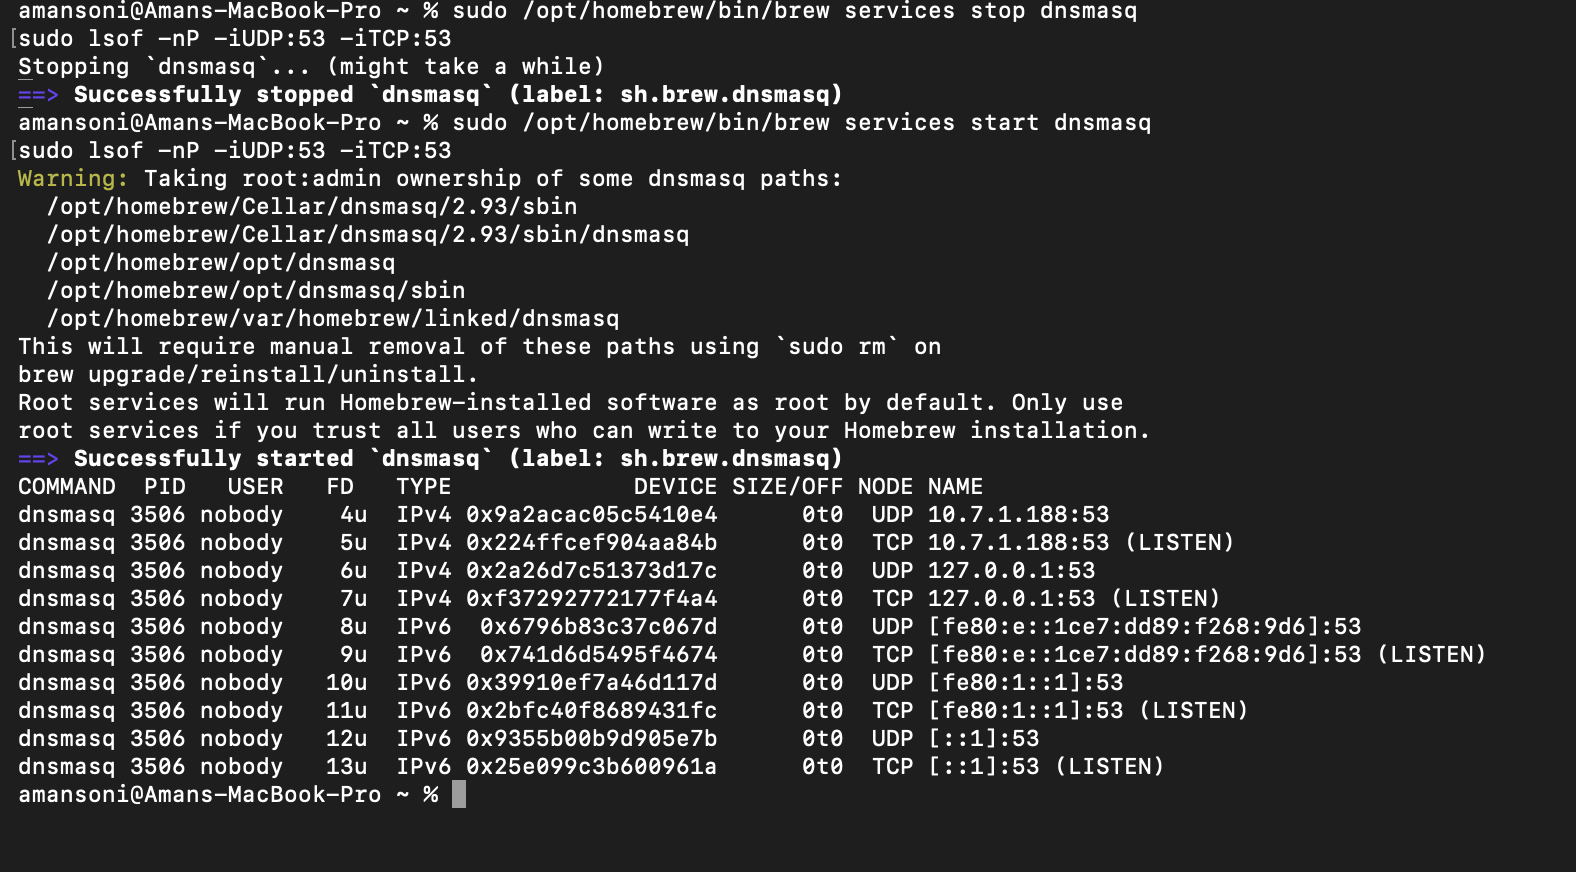 amansoni@Amans-MacBook-Pro ~ % sudo /opt/homebrew/bin/brew services stop dnsmasq
[sudo lsof -nP -iUDP:53 -iTCP:53
Stopping `dnsmasq`... (might take a while)
==> Successfully stopped `dnsmasq` (label: sh.brew.dnsmasq)
amansoni@Amans-MacBook-Pro ~ % sudo /opt/homebrew/bin/brew services start dnsmasq
[sudo lsof -nP -iUDP:53 -iTCP:53
Warning: Taking root:admin ownership of some dnsmasq paths:
  /opt/homebrew/Cellar/dnsmasq/2.93/sbin
  /opt/homebrew/Cellar/dnsmasq/2.93/sbin/dnsmasq
  /opt/homebrew/opt/dnsmasq
  /opt/homebrew/opt/dnsmasq/sbin
  /opt/homebrew/var/homebrew/linked/dnsmasq
This will require manual removal of these paths using `sudo rm` on
brew upgrade/reinstall/uninstall.
Root services will run Homebrew-installed software as root by default. Only use
root services if you trust all users who can write to your Homebrew installation.
==> Successfully started `dnsmasq` (label: sh.brew.dnsmasq)
COMMAND  PID   USER   FD   TYPE             DEVICE SIZE/OFF NODE NAME
dnsmasq 3506 nobody    4u  IPv4 0x9a2acac05c5410e4      0t0  UDP 10.7.1.188:53
dnsmasq 3506 nobody    5u  IPv4 0x224ffcef904aa84b      0t0  TCP 10.7.1.188:53 (LISTEN)
dnsmasq 3506 nobody    6u  IPv4 0x2a26d7c51373d17c      0t0  UDP 127.0.0.1:53
dnsmasq 3506 nobody    7u  IPv4 0xf37292772177f4a4      0t0  TCP 127.0.0.1:53 (LISTEN)
dnsmasq 3506 nobody    8u  IPv6  0x6796b83c37c067d      0t0  UDP [fe80:e::1ce7:dd89:f268:9d6]:53
dnsmasq 3506 nobody    9u  IPv6  0x741d6d5495f4674      0t0  TCP [fe80:e::1ce7:dd89:f268:9d6]:53 (LISTEN)
dnsmasq 3506 nobody   10u  IPv6 0x39910ef7a46d117d      0t0  UDP [fe80:1::1]:53
dnsmasq 3506 nobody   11u  IPv6 0x2bfc40f8689431fc      0t0  TCP [fe80:1::1]:53 (LISTEN)
dnsmasq 3506 nobody   12u  IPv6 0x9355b00b9d905e7b      0t0  UDP [::1]:53
dnsmasq 3506 nobody   13u  IPv6 0x25e099c3b600961a      0t0  TCP [::1]:53 (LISTEN)
amansoni@Amans-MacBook-Pro ~ %